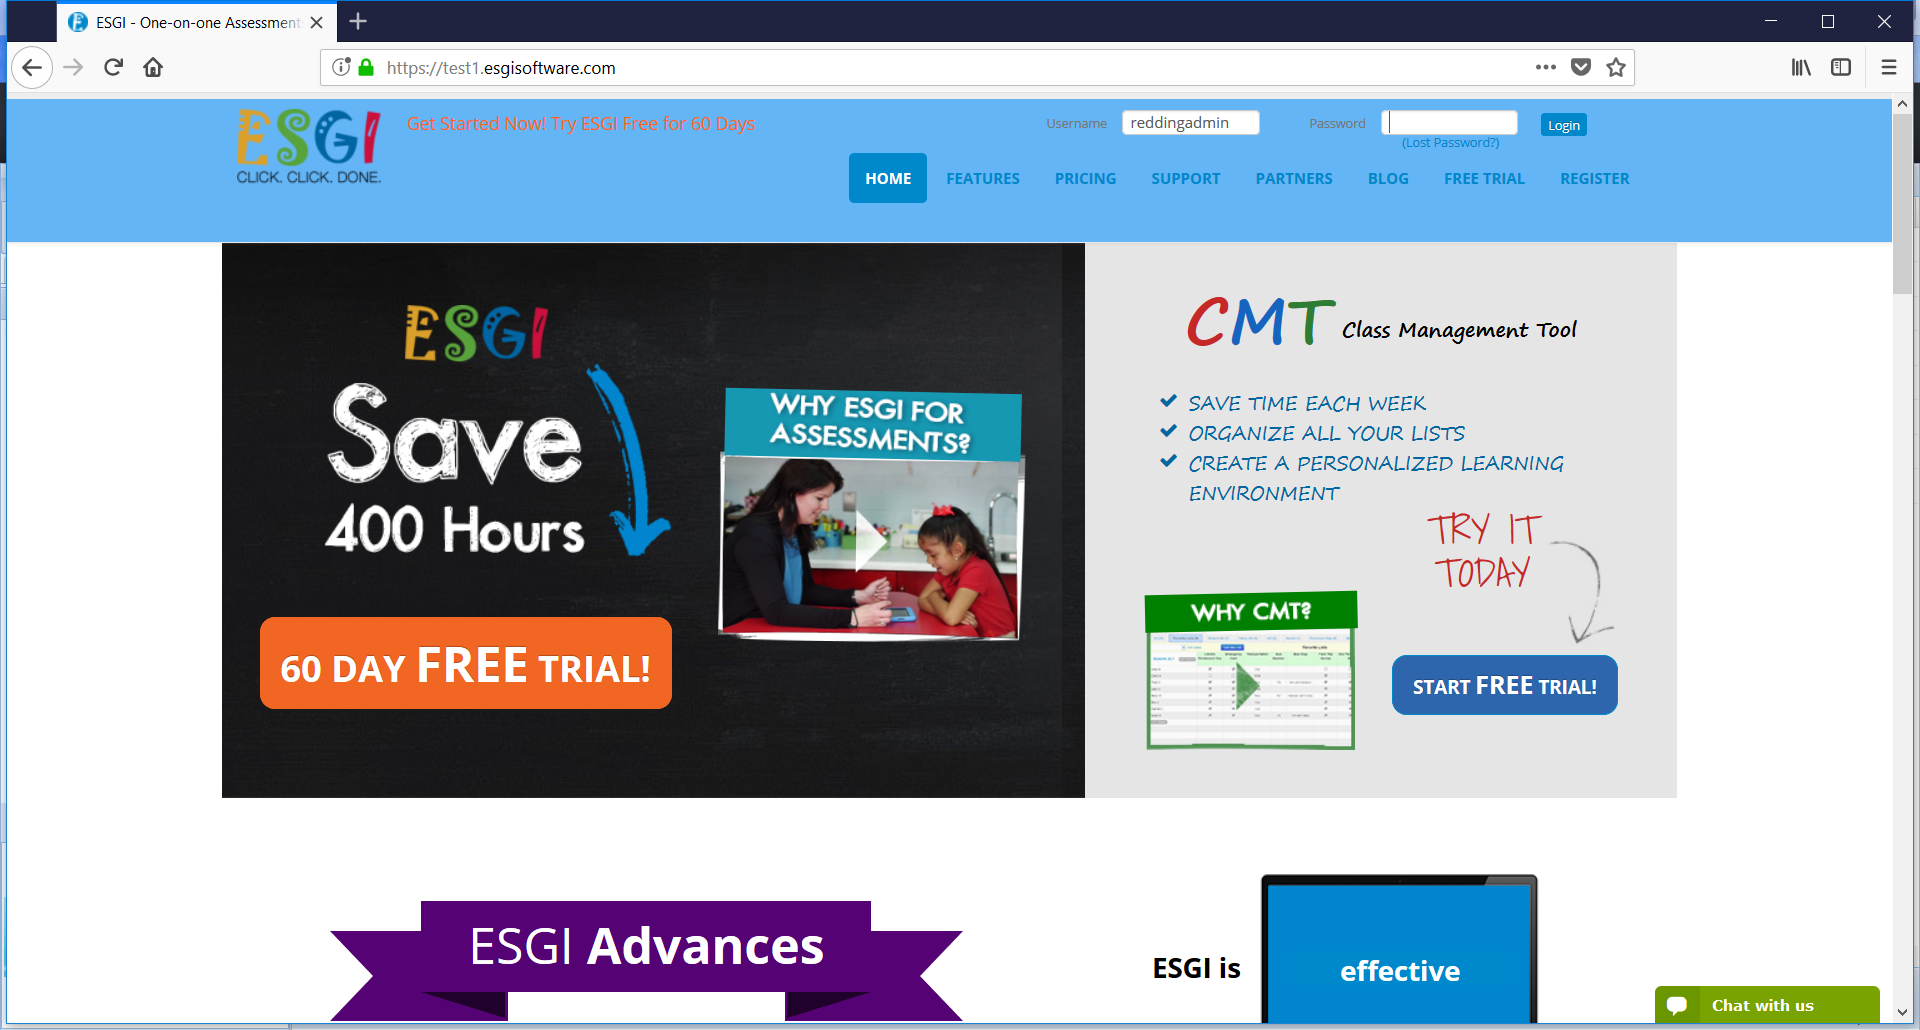 ESGI - One-on-one Assessment
https://test1.esgisoftware.com
ESGI
CLICK. CLICK. DONE.
Get Started Now! Try ESGI Free for 60 Days
Username reddingadmin Password Login
(Lost Password?)
HOME FEATURES PRICING SUPPORT PARTNERS BLOG FREE TRIAL REGISTER
ESGI
Save
400 Hours
60 DAY FREE TRIAL!
WHY ESGI FOR
ASSESSMENTS?
CMT Class Management Tool
SAVE TIME EACH WEEK
ORGANIZE ALL YOUR LISTS
CREATE A PERSONALIZED LEARNING
ENVIRONMENT
TRY IT
TODAY
WHY CMT?
START FREE TRIAL!
ESGI Advances
ESGI is
effective
Chat with us